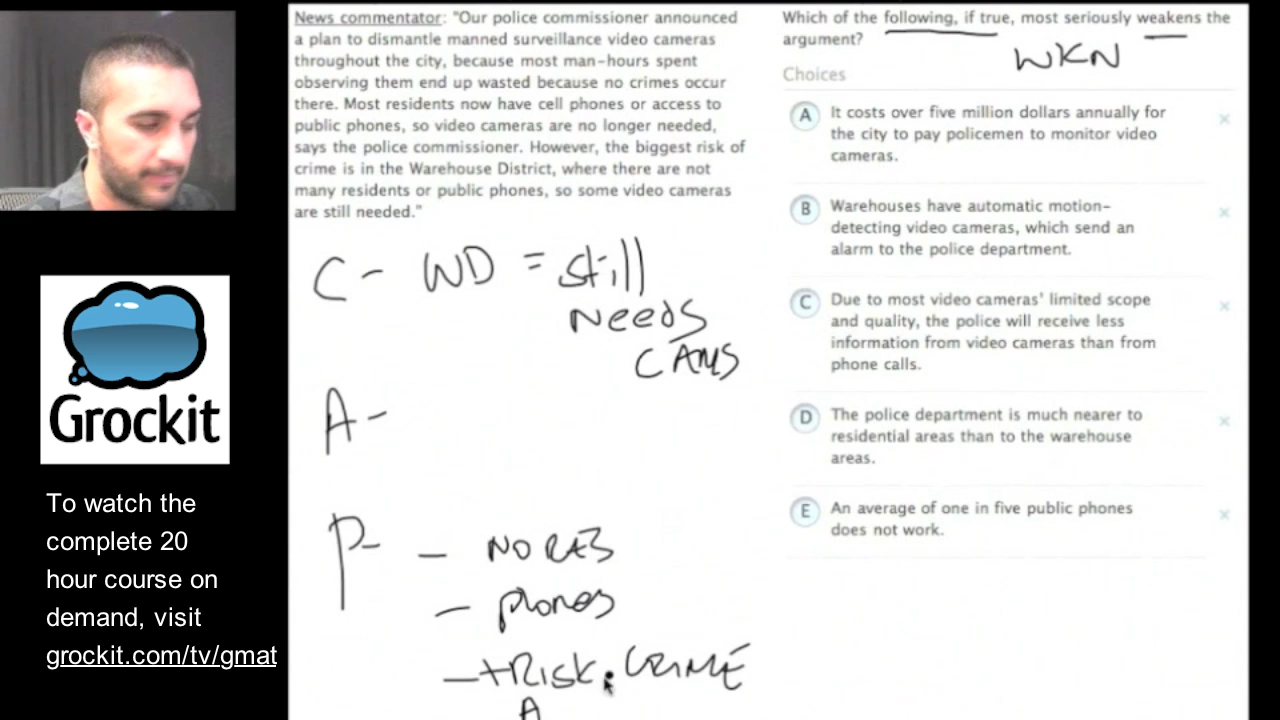 News commentator: "Our police commissioner announced
a plan to dismantle manned surveillance video cameras
throughout the city, because most man-hours spent
observing them end up wasted because no crimes occur
there. Most residents now have cell phones or access to
public phones, so video cameras are no longer needed,
says the police commissioner. However, the biggest risk of
crime is in the Warehouse District, where there are not
many residents or public phones, so some video cameras
are still needed."
C - WD = still
Needs
CAMS
A -
P - - NO RES
- phones
- + RISK CRIME
A
Which of the following, if true, most seriously weakens the
argument?
WKN
Choices
A It costs over five million dollars annually for
the city to pay policemen to monitor video
cameras.
B Warehouses have automatic motion-
detecting video cameras, which send an
alarm to the police department.
C Due to most video cameras' limited scope
and quality, the police will receive less
information from video cameras than from
phone calls.
D The police department is much nearer to
residential areas than to the warehouse
areas.
E An average of one in five public phones
does not work.
Grockit
To watch the
complete 20
hour course on
demand, visit
grockit.com/tv/gmat